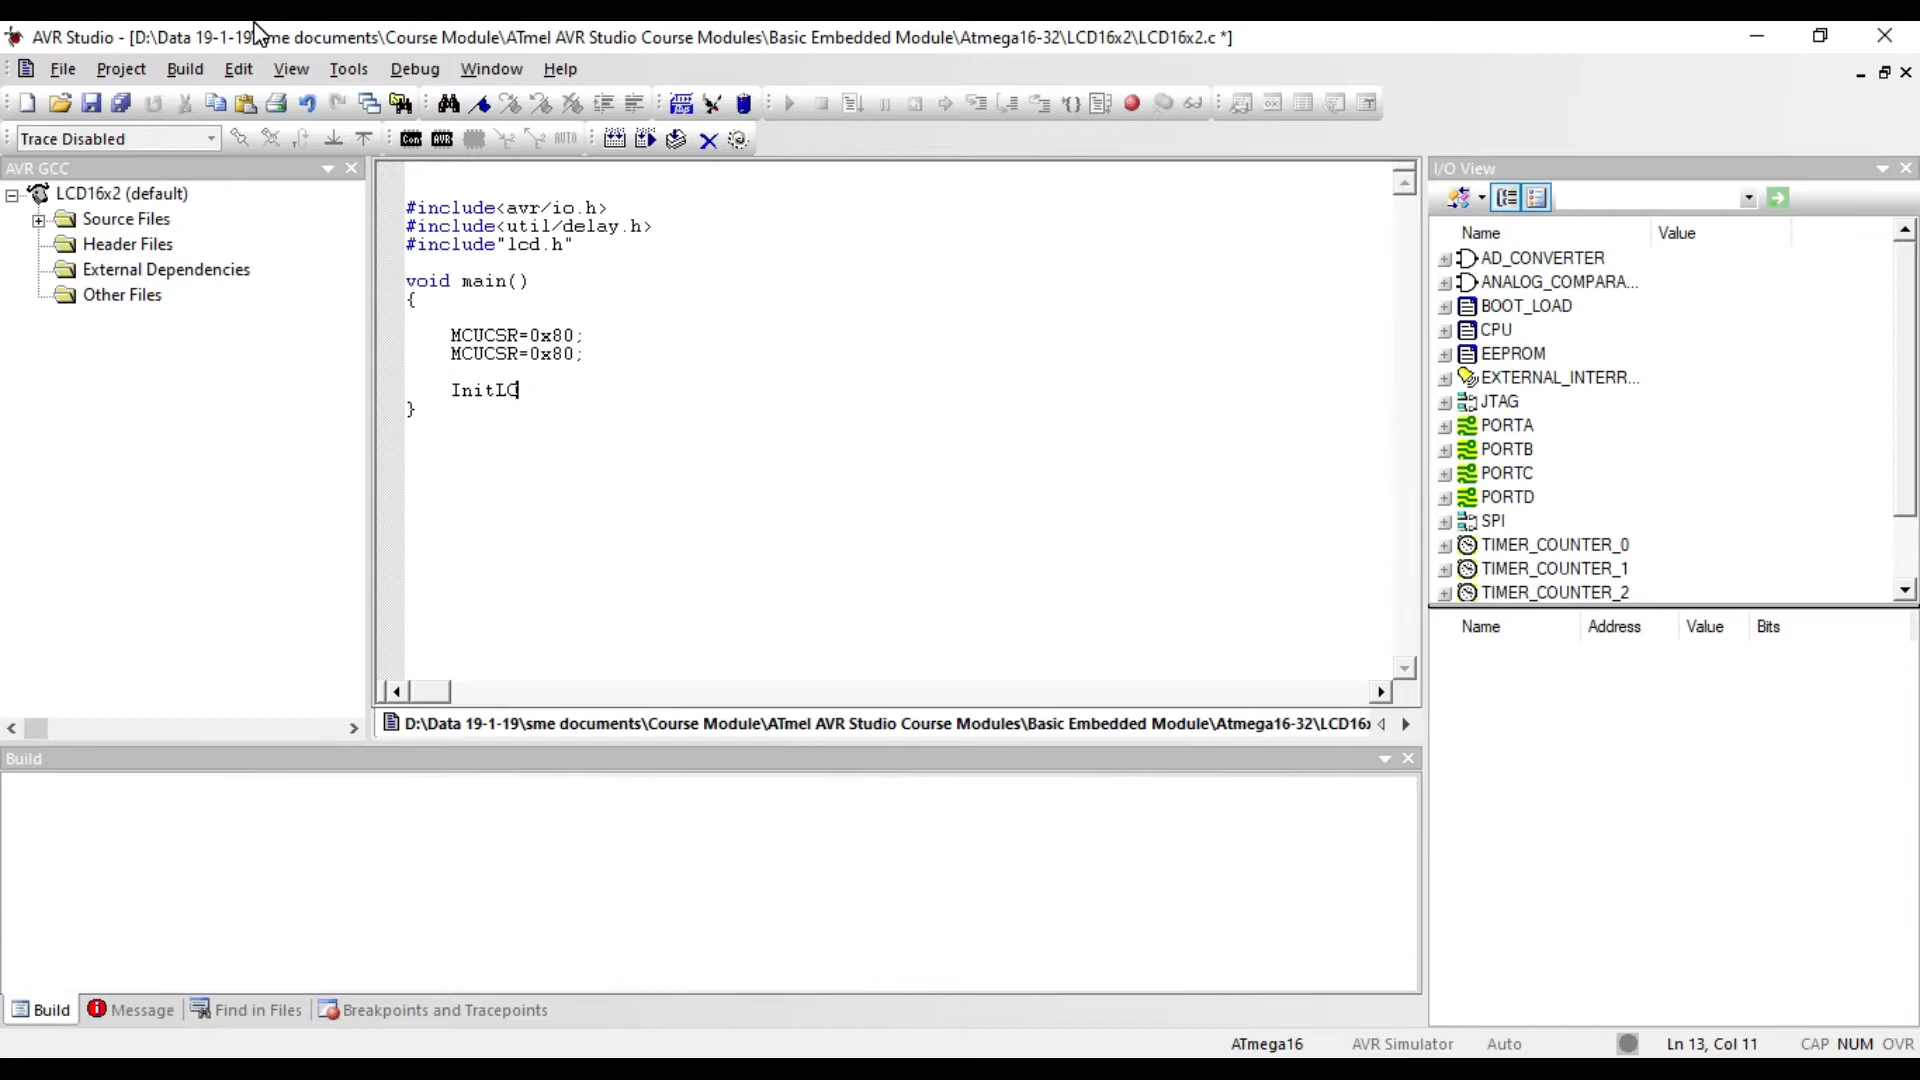 AVR Studio - [D:\Data 19-1-19\sme documents\Course Module\ATmel AVR Studio Course Modules\Basic Embedded Module\Atmega16-32\LCD16x2\LCD16x2.c *]
File Project Build Edit View Tools Debug Window Help
Trace Disabled
Con AVR AUTO
AVR GCC
LCD16x2 (default)
Source Files
Header Files
External Dependencies
Other Files
#include<avr/io.h>
#include<util/delay.h>
#include"lcd.h"
void main()
{
MCUCSR=0x80;
MCUCSR=0x80;
InitLC
}
D:\Data 19-1-19\sme documents\Course Module\ATmel AVR Studio Course Modules\Basic Embedded Module\Atmega16-32\LCD16x
I/O View
Name Value
AD_CONVERTER
ANALOG_COMPARA...
BOOT_LOAD
CPU
EEPROM
EXTERNAL_INTERR...
JTAG
PORTA
PORTB
PORTC
PORTD
SPI
TIMER_COUNTER_0
TIMER_COUNTER_1
TIMER_COUNTER_2
Name Address Value Bits
Build
Build Message Find in Files Breakpoints and Tracepoints
ATmega16 AVR Simulator Auto Ln 13, Col 11 CAP NUM OVR